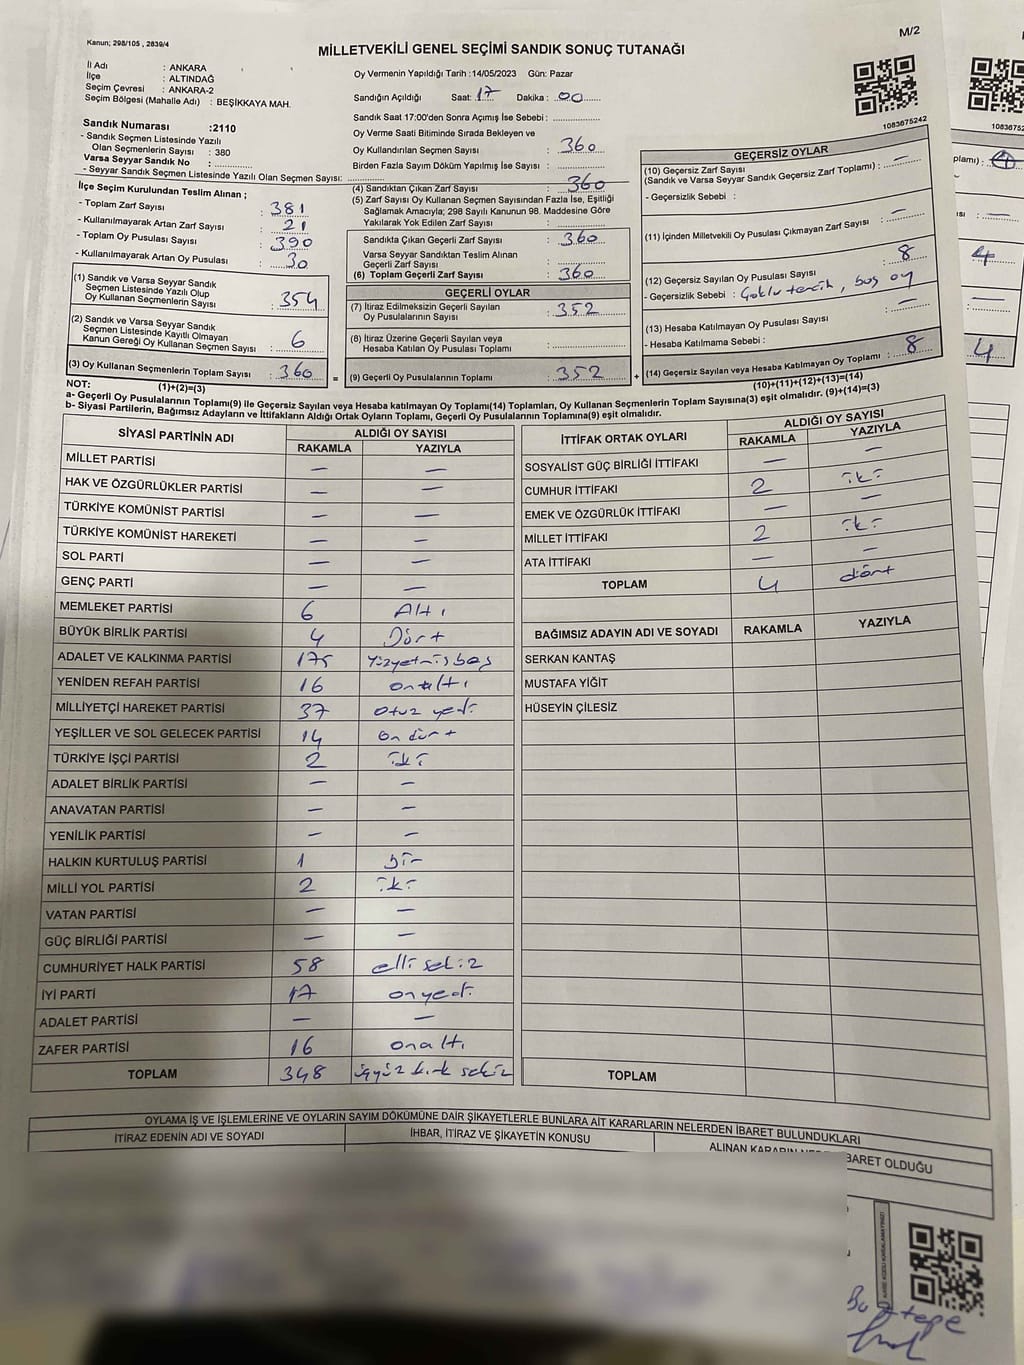 Kanun; 298/105 , 2839/4
M/2
MİLLETVEKİLİ GENEL SEÇİMİ SANDIK SONUÇ TUTANAĞI
İl Adı : ANKARA
İlçe : ALTINDAĞ
Seçim Çevresi : ANKARA-2
Seçim Bölgesi (Mahalle Adı) : BEŞİKKAYA MAH.
Sandık Numarası :2110
- Sandık Seçmen Listesinde Yazılı
Olan Seçmenlerin Sayısı : 380
Varsa Seyyar Sandık No :
- Seyyar Sandık Seçmen Listesinde Yazılı Olan Seçmen Sayısı:
İlçe Seçim Kurulundan Teslim Alınan ;
- Toplam Zarf Sayısı : 381
- Kullanılmayarak Artan Zarf Sayısı : 21
- Toplam Oy Pusulası Sayısı : 390
- Kullanılmayarak Artan Oy Pusulası : 30
(1) Sandık ve Varsa Seyyar Sandık
Seçmen Listesinde Yazılı Olup
Oy Kullanan Seçmenlerin Sayısı : 354
(2) Sandık ve Varsa Seyyar Sandık
Seçmen Listesinde Kayıtlı Olmayan
Kanun Gereği Oy Kullanan Seçmen Sayısı : 6
(3) Oy Kullanan Seçmenlerin Toplam Sayısı : 360
Oy Vermenin Yapıldığı Tarih :14/05/2023 Gün: Pazar
Sandığın Açıldığı Saat: 17 Dakika : 00
Sandık Saat 17:00'den Sonra Açımış İse Sebebi :
Oy Verme Saati Bitiminde Sırada Bekleyen ve
Oy Kullandırılan Seçmen Sayısı : 360
Birden Fazla Sayım Döküm Yapılmış İse Sayısı :
(4) Sandıktan Çıkan Zarf Sayısı : 360
(5) Zarf Sayısı Oy Kullanan Seçmen Sayısından Fazla İse, Eşitliği
Sağlamak Amacıyla; 298 Sayılı Kanunun 98. Maddesine Göre
Yakılarak Yok Edilen Zarf Sayısı :
Sandıkta Çıkan Geçerli Zarf Sayısı : 360
Varsa Seyyar Sandıktan Teslim Alınan
Geçerli Zarf Sayısı :
(6) Toplam Geçerli Zarf Sayısı : 360
GEÇERLİ OYLAR
(7) İtiraz Edilmeksizin Geçerli Sayılan
Oy Pusulalarının Sayısı : 352
(8) İtiraz Üzerine Geçerli Sayılan veya
Hesaba Katılan Oy Pusulası Toplamı :
= (9) Geçerli Oy Pusulalarının Toplamı : 352 +
1083675242
GEÇERSİZ OYLAR
(10) Geçersiz Zarf Sayısı
(Sandık ve Varsa Seyyar Sandık Geçersiz Zarf Toplamı) : —
- Geçersizlik Sebebi :
(11) İçinden Milletvekili Oy Pusulası Çıkmayan Zarf Sayısı : —
(12) Geçersiz Sayılan Oy Pusulası Sayısı : 8
- Geçersizlik Sebebi : Çoklu tercih, boş oy
(13) Hesaba Katılmayan Oy Pusulası Sayısı : —
- Hesaba Katılmama Sebebi :
(14) Geçersiz Sayılan veya Hesaba Katılmayan Oy Toplamı : 8
NOT: (1)+(2)=(3) (10)+(11)+(12)+(13)=(14)
a- Geçerli Oy Pusulalarının Toplamı(9) ile Geçersiz Sayılan veya Hesaba katılmayan Oy Toplamı(14) Toplamları, Oy Kullanan Seçmenlerin Toplam Sayısına(3) eşit olmalıdır. (9)+(14)=(3)
b- Siyasi Partilerin, Bağımsız Adayların ve İttifakların Aldığı Ortak Oyların Toplamı, Geçerli Oy Pusulalarının Toplamına(9) eşit olmalıdır.
SİYASİ PARTİNİN ADI ALDIĞI OY SAYISI
RAKAMLA YAZIYLA
MİLLET PARTİSİ — —
HAK VE ÖZGÜRLÜKLER PARTİSİ — —
TÜRKİYE KOMÜNİST PARTİSİ — —
TÜRKİYE KOMÜNİST HAREKETİ — —
SOL PARTİ — —
GENÇ PARTİ — —
MEMLEKET PARTİSİ 6 Altı
BÜYÜK BİRLİK PARTİSİ 4 Dört
ADALET VE KALKINMA PARTİSİ 175 Yüzyetmişbeş
YENİDEN REFAH PARTİSİ 16 onaltı
MİLLİYETÇİ HAREKET PARTİSİ 37 otuz yedi
YEŞİLLER VE SOL GELECEK PARTİSİ 14 on dört
TÜRKİYE İŞÇİ PARTİSİ 2 iki
ADALET BİRLİK PARTİSİ — —
ANAVATAN PARTİSİ — —
YENİLİK PARTİSİ — —
HALKIN KURTULUŞ PARTİSİ 1 bir
MİLLİ YOL PARTİSİ 2 iki
VATAN PARTİSİ — —
GÜÇ BİRLİĞİ PARTİSİ — —
CUMHURİYET HALK PARTİSİ 58 elli sekiz
İYİ PARTİ 17 onyedi
ADALET PARTİSİ — —
ZAFER PARTİSİ 16 onaltı
TOPLAM 348 üçyüz kırk sekiz
İTTİFAK ORTAK OYLARI ALDIĞI OY SAYISI
RAKAMLA YAZIYLA
SOSYALİST GÜÇ BİRLİĞİ İTTİFAKI — —
CUMHUR İTTİFAKI 2 iki
EMEK VE ÖZGÜRLÜK İTTİFAKI — —
MİLLET İTTİFAKI 2 iki
ATA İTTİFAKI — —
TOPLAM 4 dört
BAĞIMSIZ ADAYIN ADI VE SOYADI RAKAMLA YAZIYLA
SERKAN KANTAŞ
MUSTAFA YİĞİT
HÜSEYİN ÇİLESİZ
TOPLAM
OYLAMA İŞ VE İŞLEMLERİNE VE OYLARIN SAYIM DÖKÜMÜNE DAİR ŞİKAYETLERLE BUNLARA AİT KARARLARIN NELERDEN İBARET BULUNDUKLARI
İTİRAZ EDENİN ADI VE SOYADI
İHBAR, İTİRAZ VE ŞİKAYETİN KONUSU
ALINAN KARARIN İBARET OLDUĞU
1083675
plamı) :
4